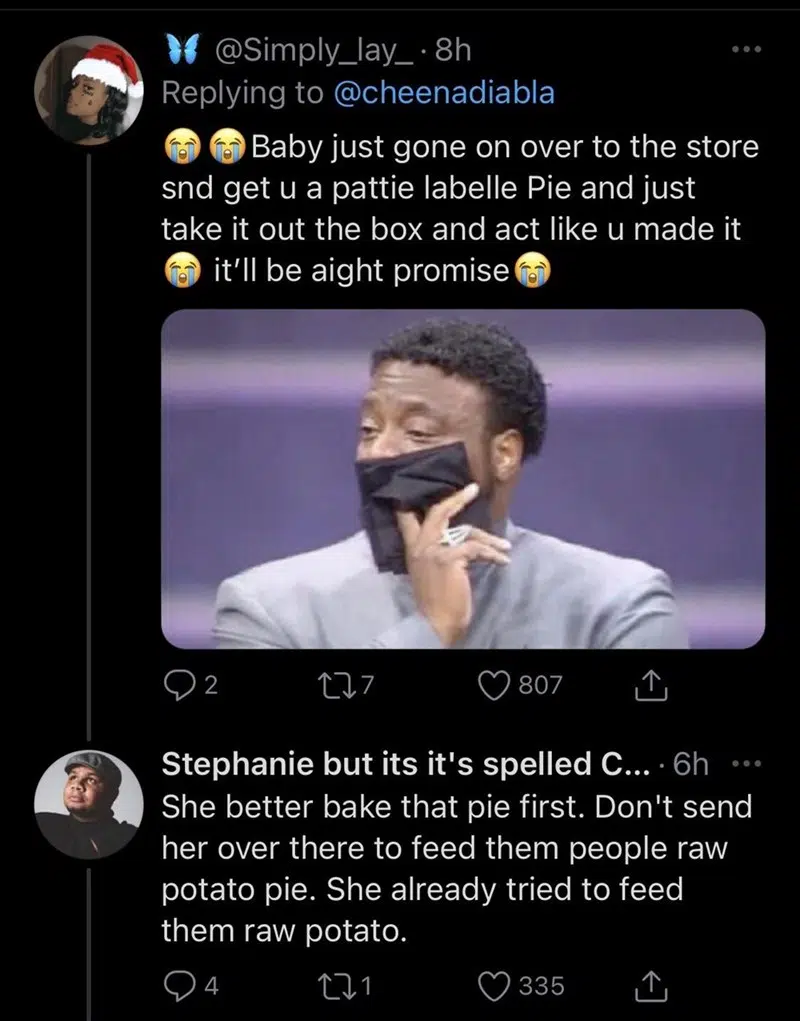 🦋 @Simply_lay_ · 8h
Replying to @cheenadiabla
😭😭Baby just gone on over to the store
snd get u a pattie labelle Pie and just
take it out the box and act like u made it
😭 it’ll be aight promise😭
2 7 807
Stephanie but its it's spelled C... · 6h
She better bake that pie first. Don't send
her over there to feed them people raw
potato pie. She already tried to feed
them raw potato.
4 1 335